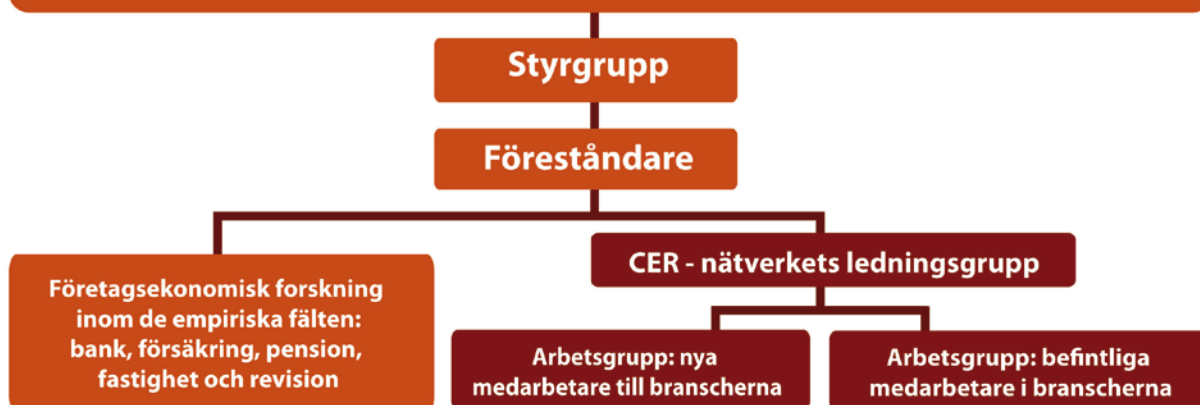 Styrgrupp
Föreståndare
Företagsekonomisk forskning
inom de empiriska fälten:
bank, försäkring, pension,
fastighet och revision
CER - nätverkets ledningsgrupp
Arbetsgrupp: nya
medarbetare till branscherna
Arbetsgrupp: befintliga
medarbetare i branscherna